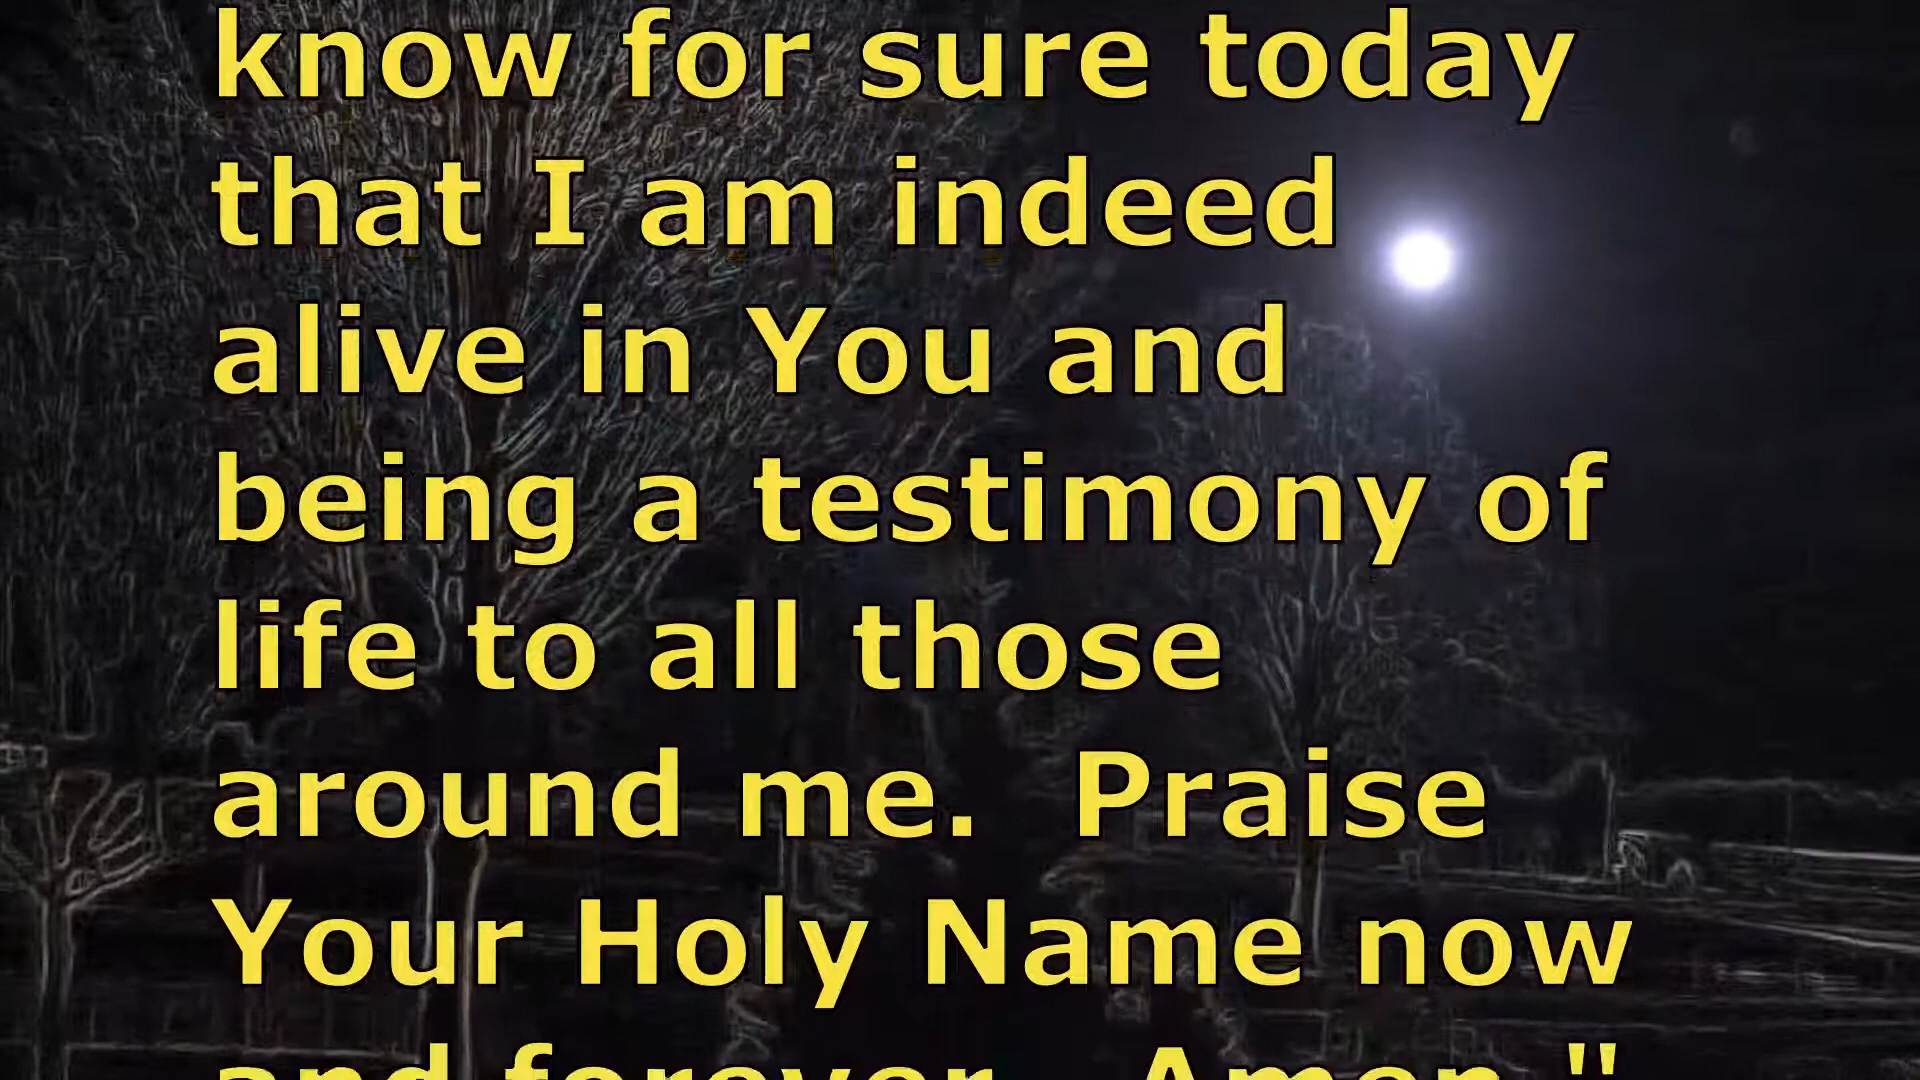 know for sure today
that I am indeed
alive in You and
being a testimony of
life to all those
around me.  Praise
Your Holy Name now
and forever.  Amen."